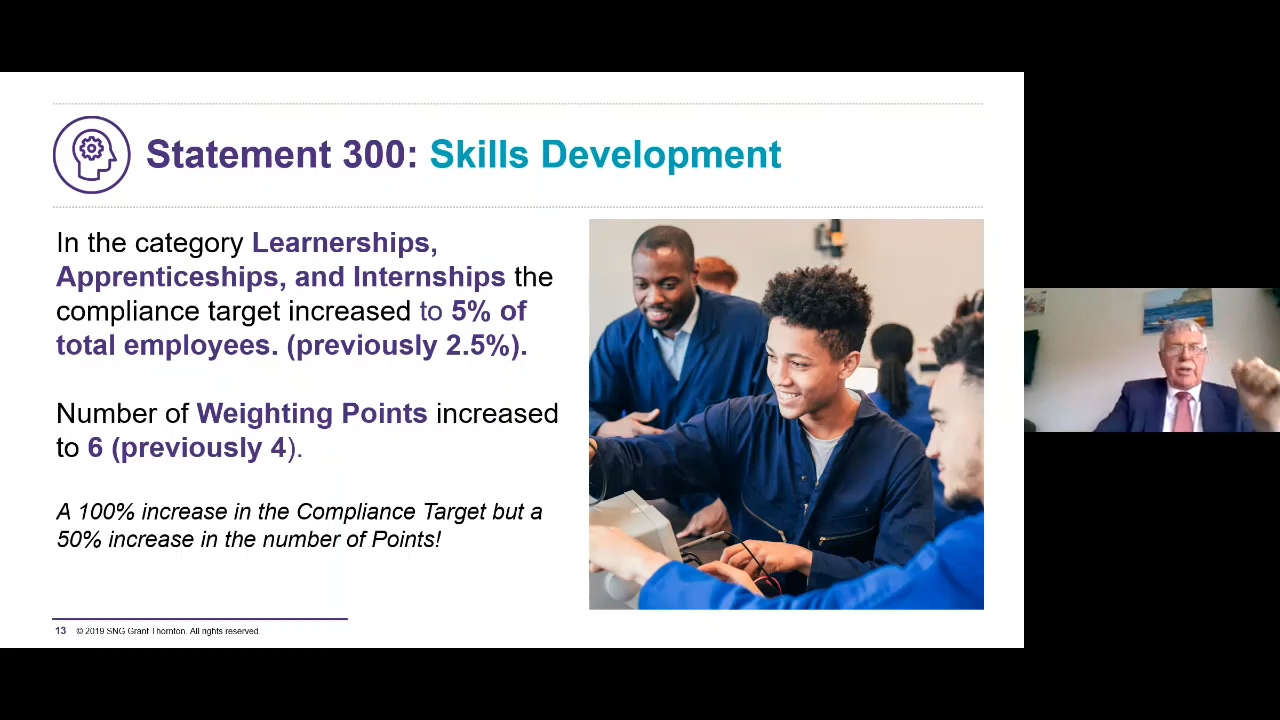 Statement 300: Skills Development
In the category Learnerships,
Apprenticeships, and Internships the
compliance target increased to 5% of
total employees. (previously 2.5%).
Number of Weighting Points increased
to 6 (previously 4).
A 100% increase in the Compliance Target but a
50% increase in the number of Points!
13 © 2019 SNG Grant Thornton. All rights reserved.